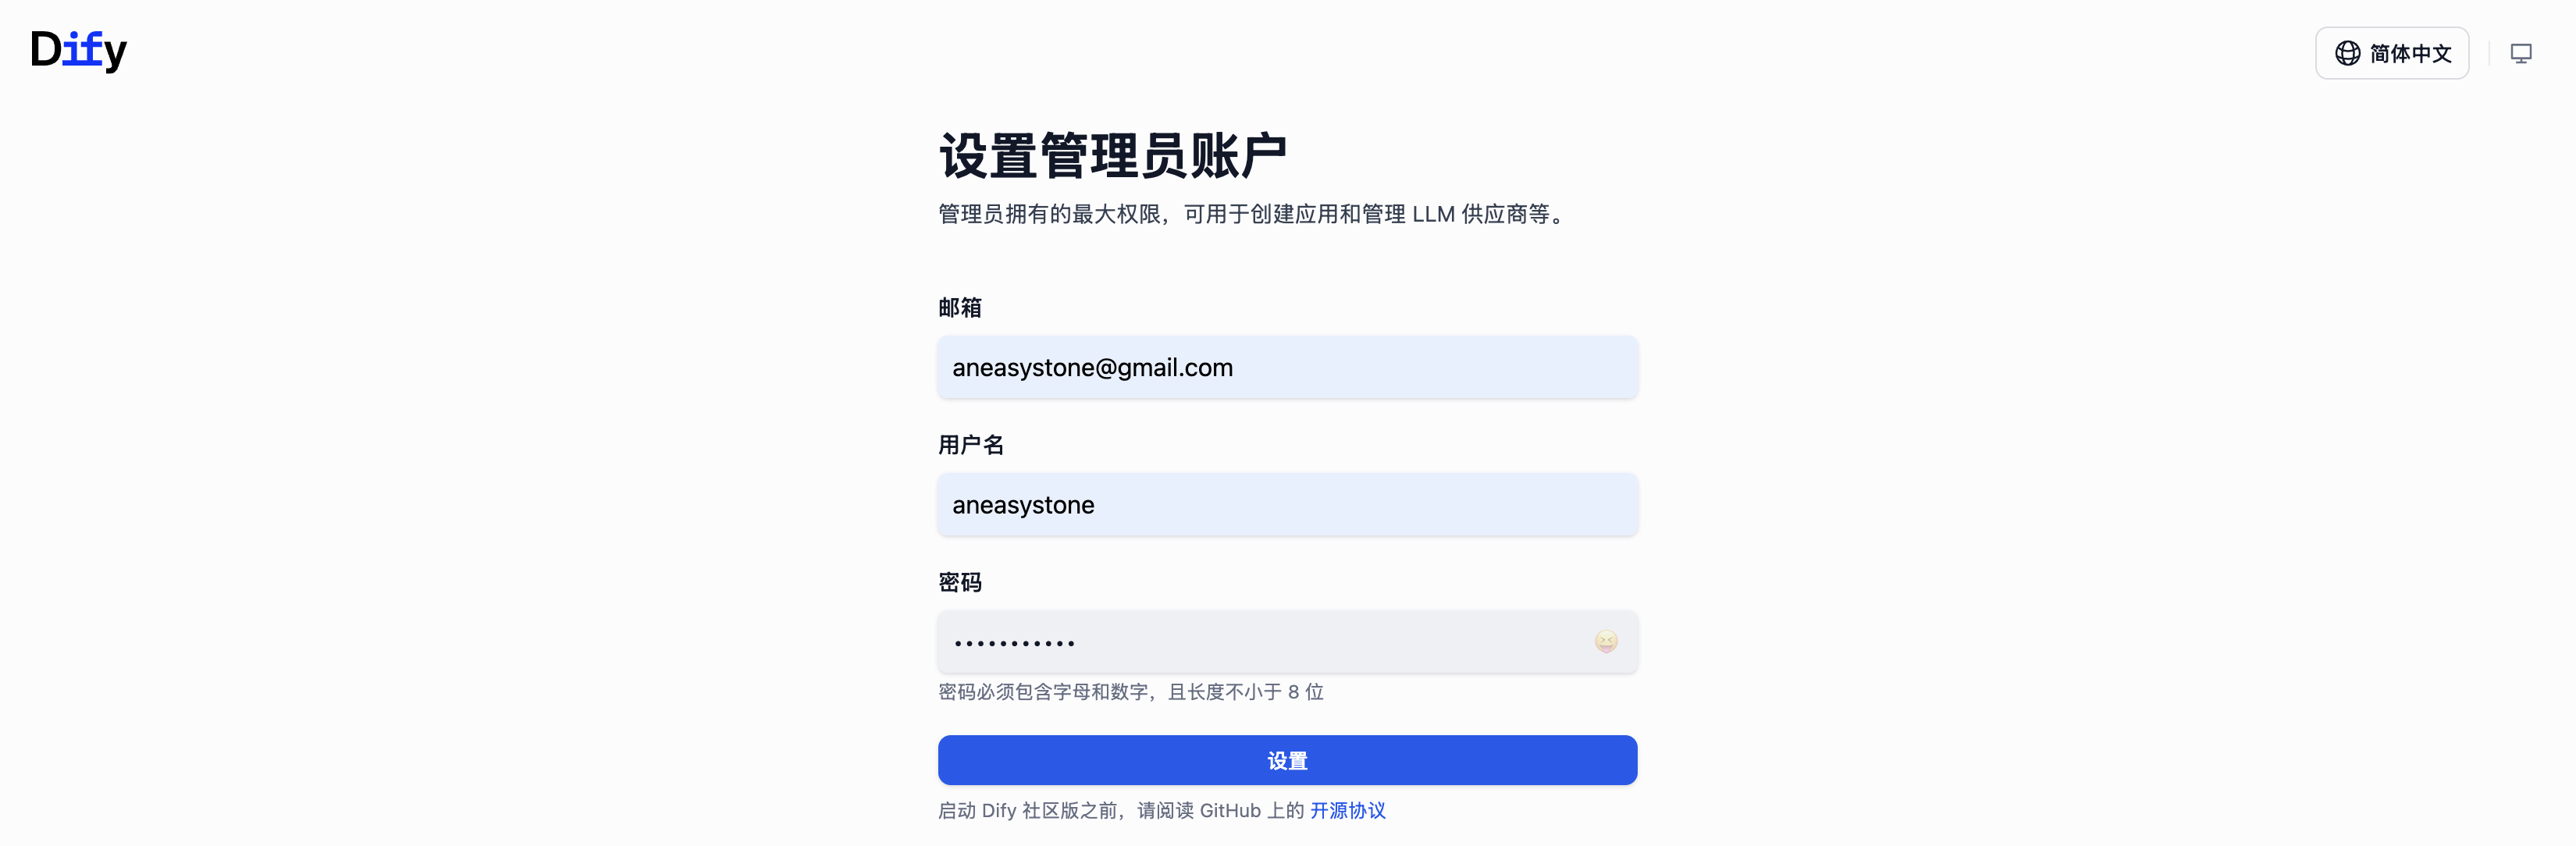 Dify
简体中文
设置管理员账户
管理员拥有的最大权限，可用于创建应用和管理 LLM 供应商等。
邮箱
aneasystone@gmail.com
用户名
aneasystone
密码
•••••••••••
密码必须包含字母和数字，且长度不小于 8 位
设置
启动 Dify 社区版之前，请阅读 GitHub 上的 开源协议